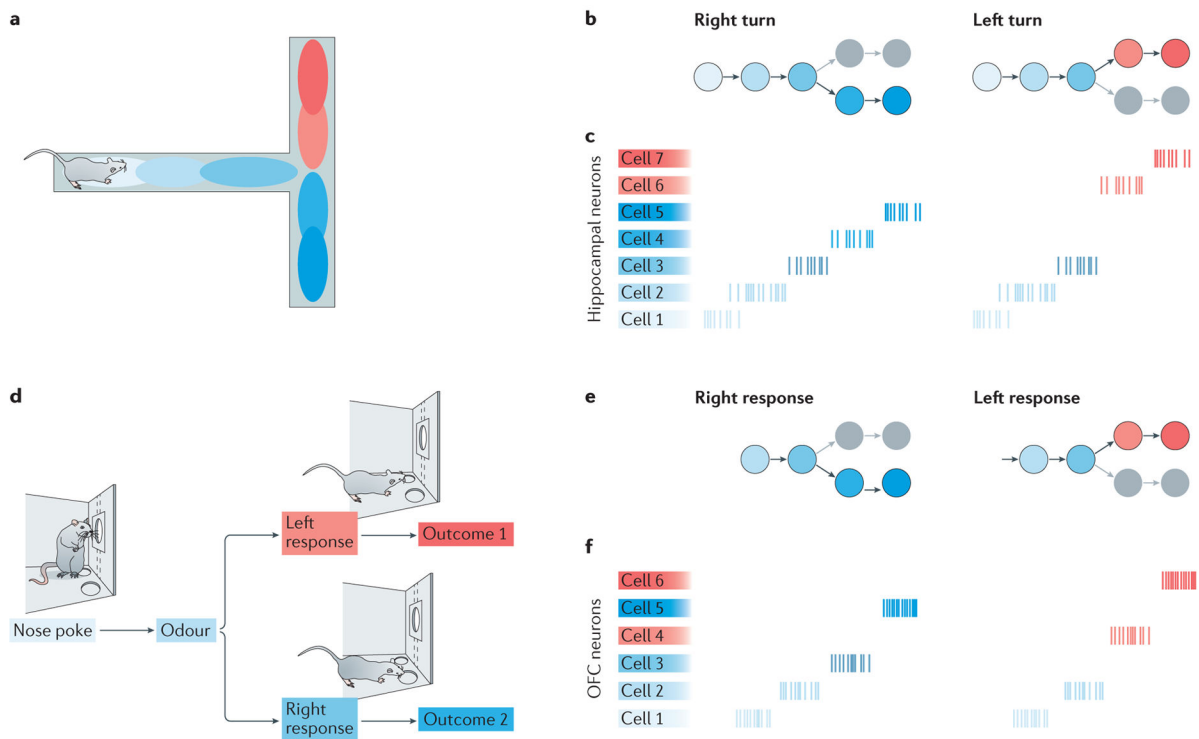 a
b
Right turn
Left turn
c
Hippocampal neurons
Cell 7
Cell 6
Cell 5
Cell 4
Cell 3
Cell 2
Cell 1
d
Nose poke
Odour
Left
response
Outcome 1
Right
response
Outcome 2
e
Right response
Left response
f
OFC neurons
Cell 6
Cell 5
Cell 4
Cell 3
Cell 2
Cell 1